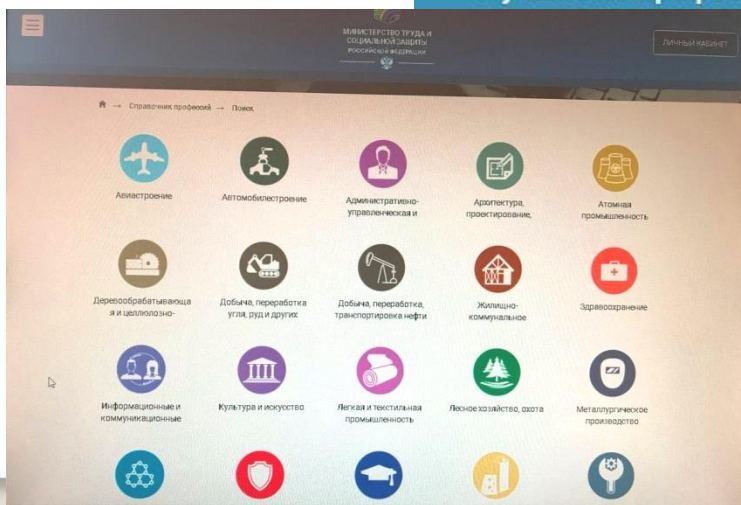 МИНИСТЕРСТВО ТРУДА И
СОЦИАЛЬНОЙ ЗАЩИТЫ
РОССИЙСКОЙ ФЕДЕРАЦИИ
ЛИЧНЫЙ КАБИНЕТ
Справочник профессий → Поиск
Авиастроение
Автомобилестроение
Административно-
управленческая и
Архитектура,
проектирование,
Атомная
промышленность
Деревообрабатывающа
я и целлюлозно-
Добыча, переработка
угля, руд и других
Добыча, переработка,
транспортировка нефти
Жилищно-
коммунальное
Здравоохранение
Информационные и
коммуникационные
Культура и искусство
Легкая и текстильная
промышленность
Лесное хозяйство, охота
Металлургическое
производство